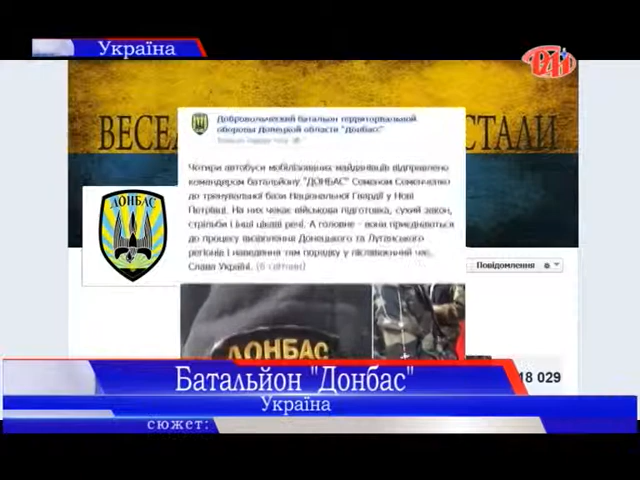 Україна
ВЕСЕЛ
СТАЛИ
Добровольческий батальон территориальной
обороны Донецкой области "Донбасс"
Чотири автобуси мобілізованих майданівців відправлено
командиром батальйону "ДОНБАС" Семеном Семенченко
до тренувальної бази Національної Гвардії у Нові
Петрівці. На них чекає військова підготовка, сухий закон,
стрільби і інші цікаві речі. А головне - вони приєднаються
до процесу визволення Донецького та Луганського
регіонів і наведення там порядку у післявоєнний час.
Слава Україні.
ДОНБАС
Повідомлення
ДОНБАС
18 029
Батальйон "Донбас"
Україна
сюжет: